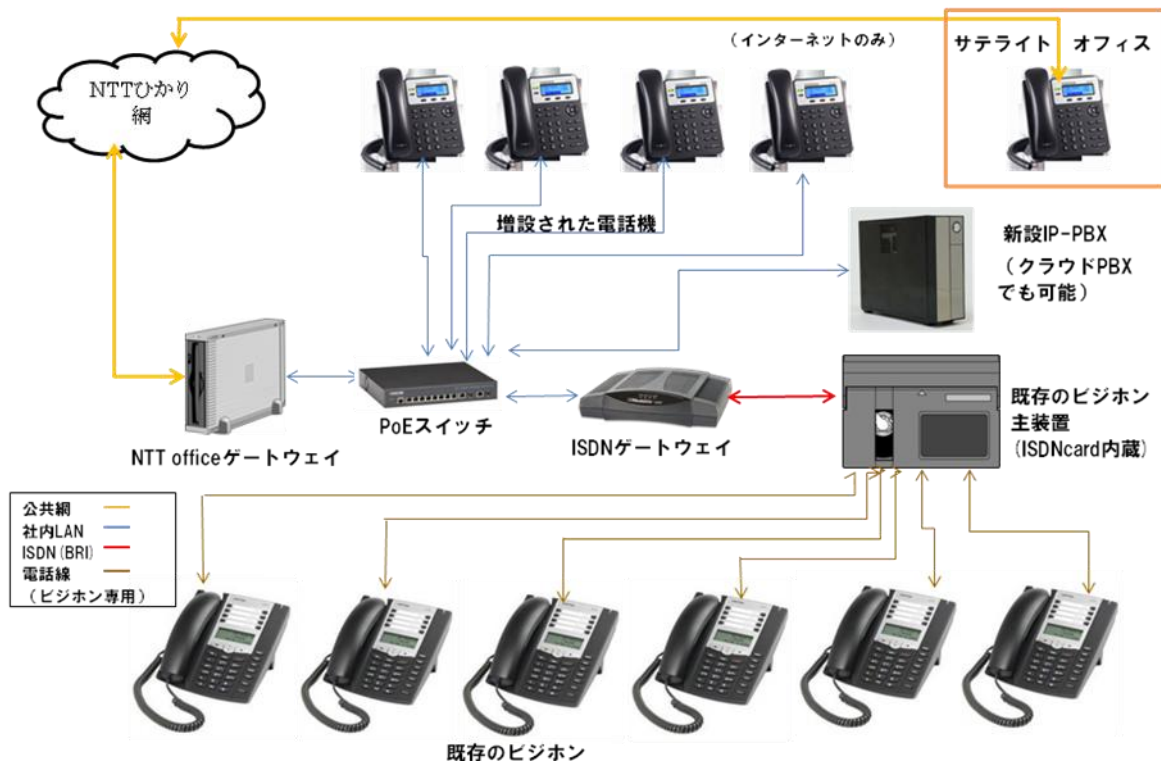 (インターネットのみ)
サテライト オフィス
NTTひかり
網
増設された電話機
新設IP-PBX
(クラウドPBX
でも可能)
PoEスイッチ
ISDNゲートウェイ
NTT officeゲートウェイ
既存のビジホン
主装置
(ISDNcard内蔵)
公共網
社内LAN
ISDN(BRI)
電話線
(ビジホン専用)
既存のビジホン